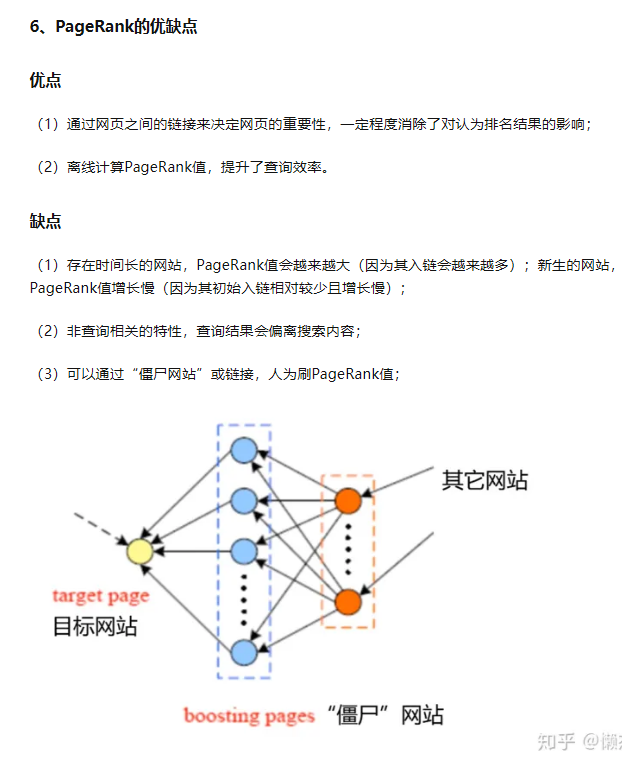 6、PageRank的优缺点
优点
（1）通过网页之间的链接来决定网页的重要性，一定程度消除了对认为排名结果的影响；
（2）离线计算PageRank值，提升了查询效率。
缺点
（1）存在时间长的网站，PageRank值会越来越大（因为其入链会越来越多）；新生的网站，
PageRank值增长慢（因为其初始入链相对较少且增长慢）；
（2）非查询相关的特性，查询结果会偏离搜索内容；
（3）可以通过“僵尸网站”或链接，人为刷PageRank值；
其它网站
target page
目标网站
boosting pages “僵尸”网站
知乎 @懒